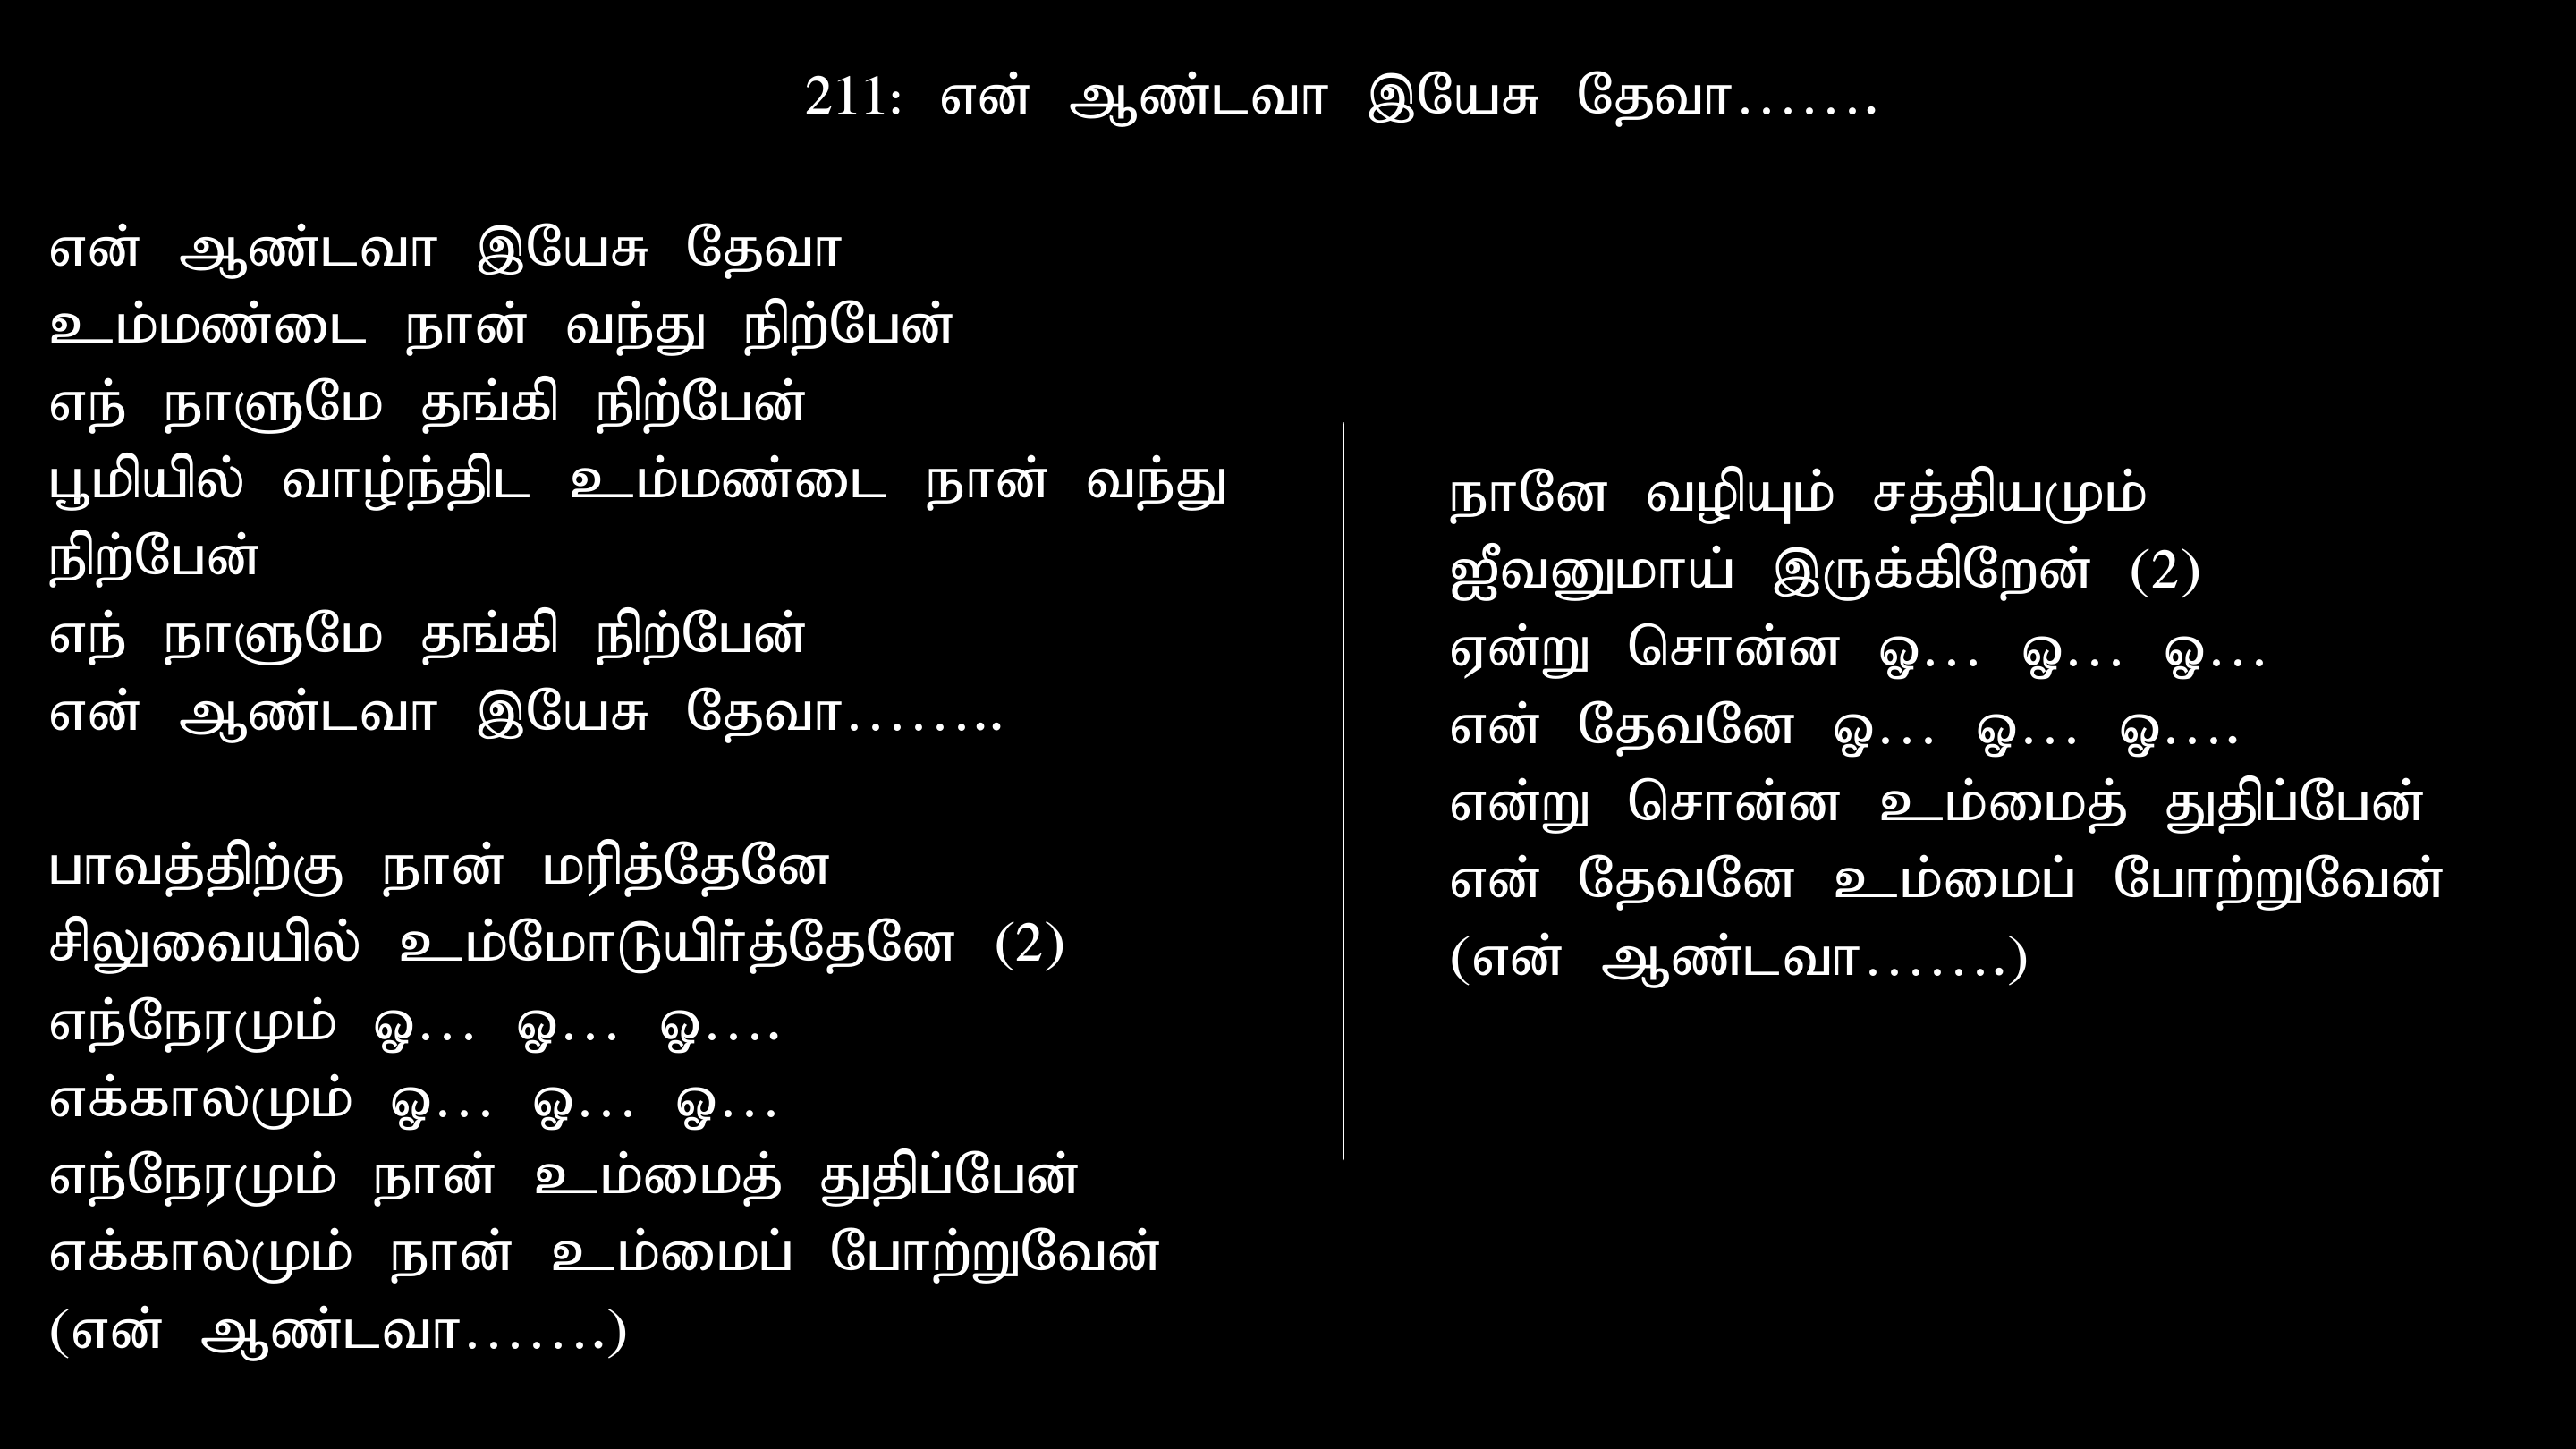 211: என் ஆண்டவா இயேசு தேவா…….
என் ஆண்டவா இயேசு தேவா
உம்மண்டை நான் வந்து நிற்பேன்
எந் நாளுமே தங்கி நிற்பேன்
பூமியில் வாழ்ந்திட உம்மண்டை நான் வந்து
நிற்பேன்
எந் நாளுமே தங்கி நிற்பேன்
என் ஆண்டவா இயேசு தேவா……..
பாவத்திற்கு நான் மரித்தேனே
சிலுவையில் உம்மோடுயிர்த்தேனே (2)
எந்நேரமும் ஓ… ஓ… ஓ….
எக்காலமும் ஓ… ஓ… ஓ…
எந்நேரமும் நான் உம்மைத் துதிப்பேன்
எக்காலமும் நான் உம்மைப் போற்றுவேன்
(என் ஆண்டவா…….)
நானே வழியும் சத்தியமும்
ஜீவனுமாய் இருக்கிறேன் (2)
ஏன்று சொன்ன ஓ… ஓ… ஓ…
என் தேவனே ஓ… ஓ… ஓ….
என்று சொன்ன உம்மைத் துதிப்பேன்
என் தேவனே உம்மைப் போற்றுவேன்
(என் ஆண்டவா…….)